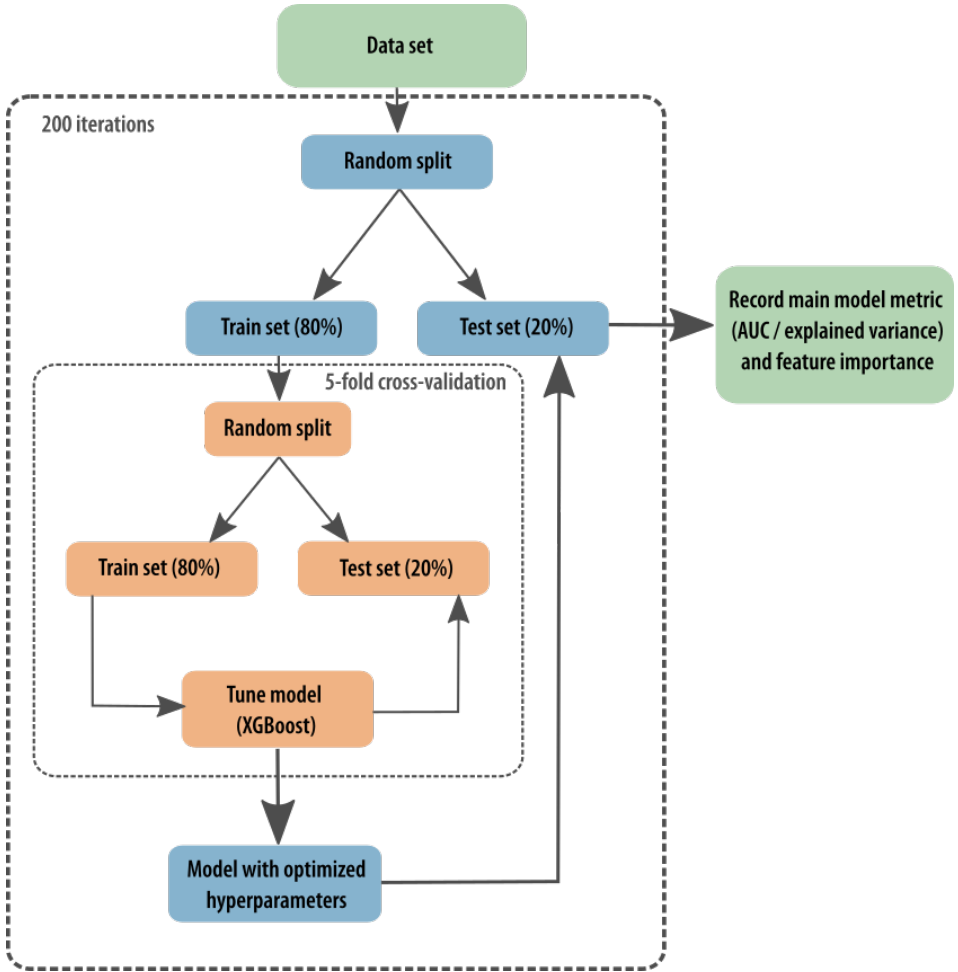 Data set
200 iterations
Random split
Train set (80%)
Test set (20%)
Record main model metric
(AUC / explained variance)
and feature importance
5-fold cross-validation
Random split
Train set (80%)
Test set (20%)
Tune model
(XGBoost)
Model with optimized
hyperparameters